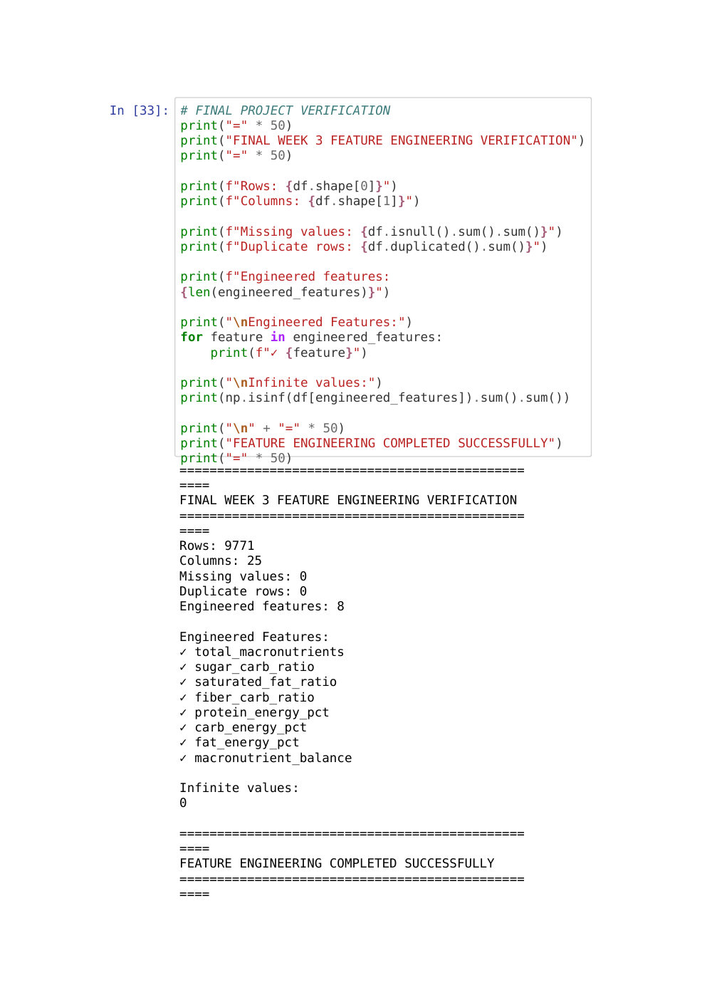 In [33]: # FINAL PROJECT VERIFICATION
print("=" * 50)
print("FINAL WEEK 3 FEATURE ENGINEERING VERIFICATION")
print("=" * 50)

print(f"Rows: {df.shape[0]}")
print(f"Columns: {df.shape[1]}")

print(f"Missing values: {df.isnull().sum().sum()}")
print(f"Duplicate rows: {df.duplicated().sum()}")

print(f"Engineered features:
{len(engineered_features)}")

print("\nEngineered Features:")
for feature in engineered_features:
    print(f"✓ {feature}")

print("\nInfinite values:")
print(np.isinf(df[engineered_features]).sum().sum())

print("\n" + "=" * 50)
print("FEATURE ENGINEERING COMPLETED SUCCESSFULLY")
print("=" * 50)
==============================================
====
FINAL WEEK 3 FEATURE ENGINEERING VERIFICATION
==============================================
====
Rows: 9771
Columns: 25
Missing values: 0
Duplicate rows: 0
Engineered features: 8

Engineered Features:
✓ total_macronutrients
✓ sugar_carb_ratio
✓ saturated_fat_ratio
✓ fiber_carb_ratio
✓ protein_energy_pct
✓ carb_energy_pct
✓ fat_energy_pct
✓ macronutrient_balance

Infinite values:
0

==============================================
====
FEATURE ENGINEERING COMPLETED SUCCESSFULLY
==============================================
====